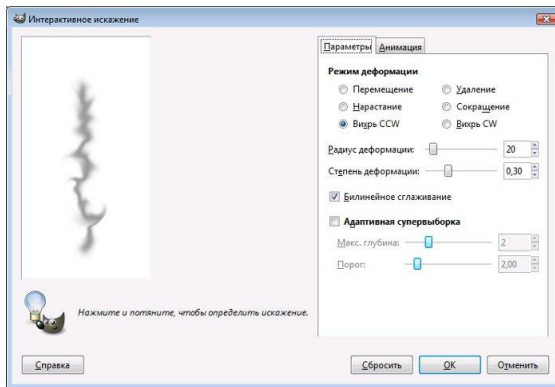 Интерактивное искажение
Параметры Анимация
Режим деформации
Перемещение Удаление
Нарастание Сокращение
Вихрь CCW Вихрь CW
Радиус деформации: 20
Степень деформации: 0,30
Билинейное сглаживание
Адаптивная супервыборка
Макс. глубина: 2
Порог: 2,00
Нажмите и потяните, чтобы определить искажение.
Справка Сбросить OK Отменить